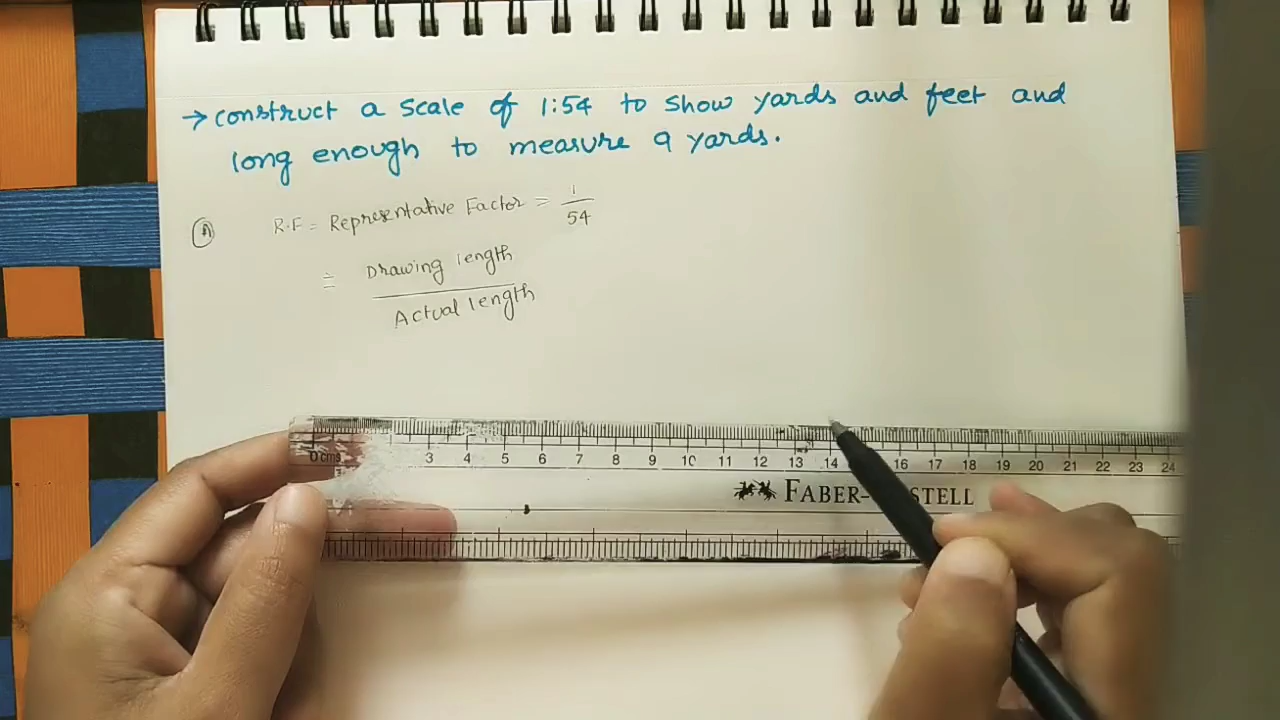 → construct a scale of 1:54 to show yards and feet and
long enough to measure 9 yards.
A R.F = Representative Factor = 1/54
= Drawing length
Actual length
0 cms 3 4 5 6 7 8 9 10 11 12 13 14 16 17 18 19 20 21 22 23 24
FABER- STELL